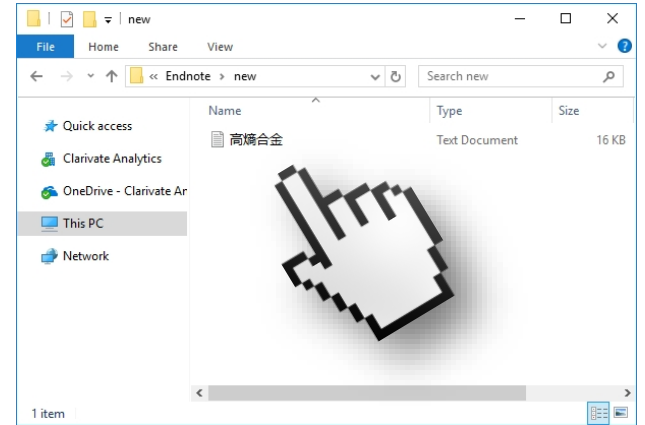 new
File Home Share View
« Endnote > new Search new
Name Type Size
Quick access
高熵合金 Text Document 16 KB
Clarivate Analytics
OneDrive - Clarivate Ar
This PC
Network
1 item